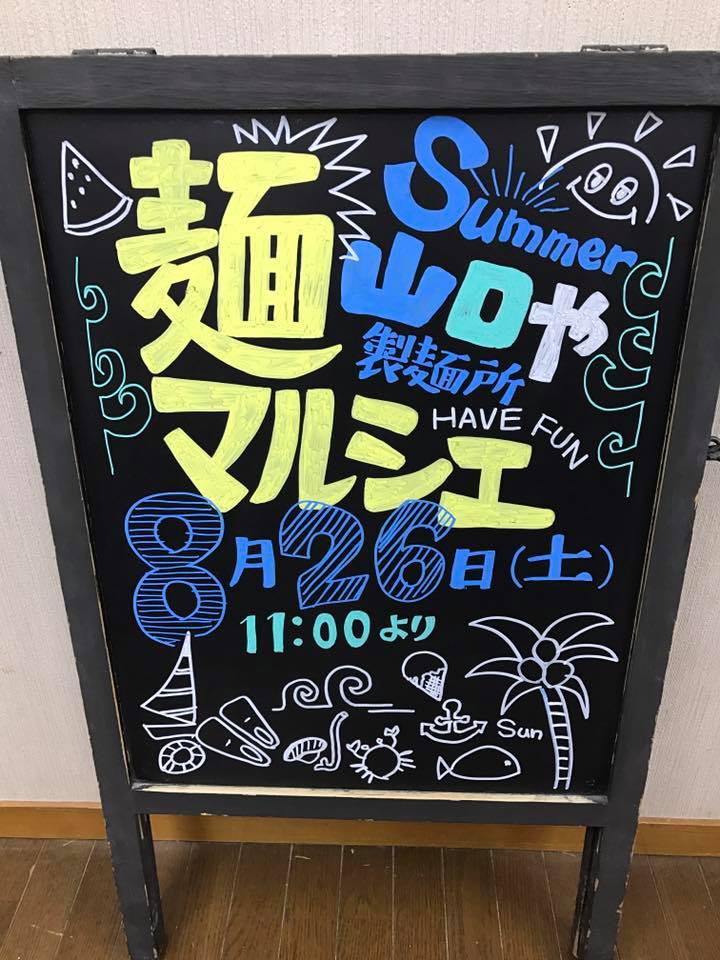 Summer
山口や
製麺所
麺
マルシェ
HAVE FUN
8月26日(土)
11:00より
Sun